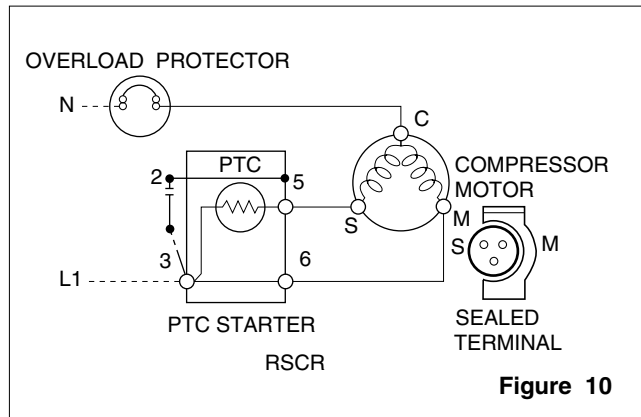 OVERLOAD PROTECTOR
N
C
PTC
2
5
COMPRESSOR
MOTOR
S
M
S
M
3
6
L1
PTC STARTER
SEALED
TERMINAL
RSCR
Figure 10